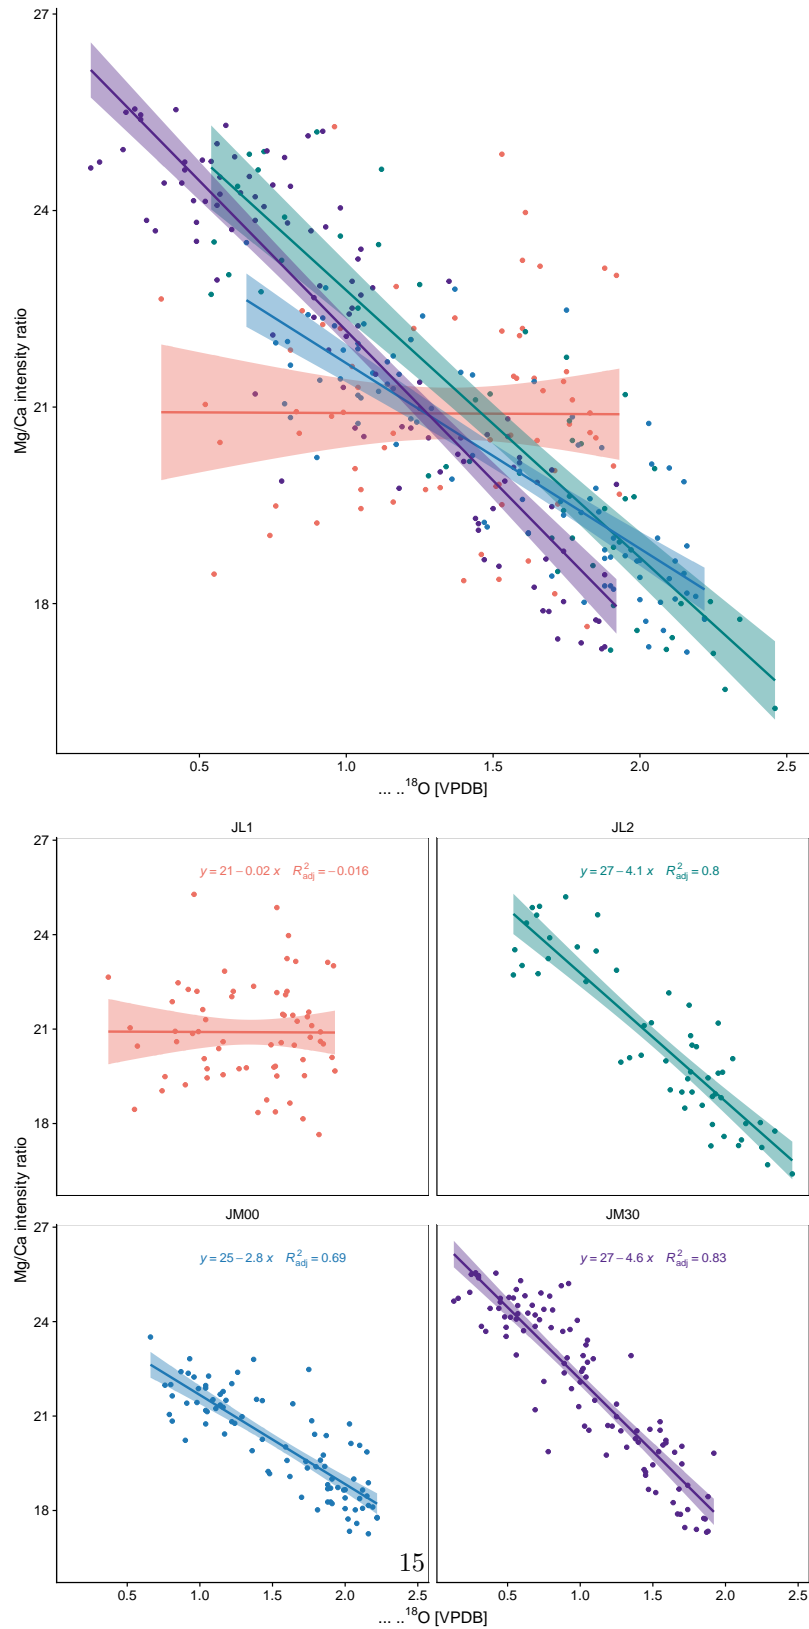 27
24
21
18
Mg/Ca intensity ratio
0.5 1.0 1.5 2.0 2.5
... ..¹⁸O [VPDB]
JL1 JL2
27
24
21
18
y = 21 − 0.02 x R²adj = −0.016
y = 27 − 4.1 x R²adj = 0.8
Mg/Ca intensity ratio
JM00 JM30
27
24
21
18
y = 25 − 2.8 x R²adj = 0.69
y = 27 − 4.6 x R²adj = 0.83
15
0.5 1.0 1.5 2.0 2.5 0.5 1.0 1.5 2.0 2.5
... ..¹⁸O [VPDB]